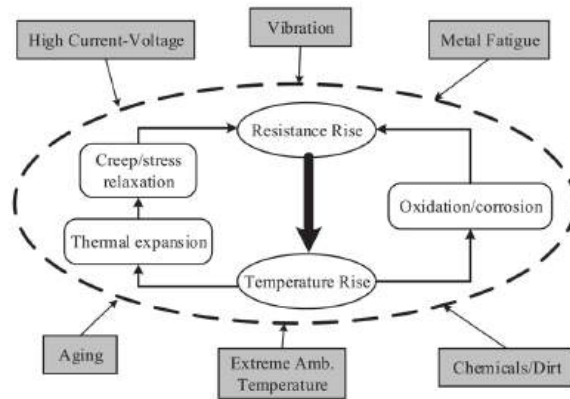 High Current-Voltage
Vibration
Metal Fatigue
Resistance Rise
Creep/stress
relaxation
Oxidation/corrosion
Thermal expansion
Temperature Rise
Aging
Extreme Amb.
Temperature
Chemicals/Dirt